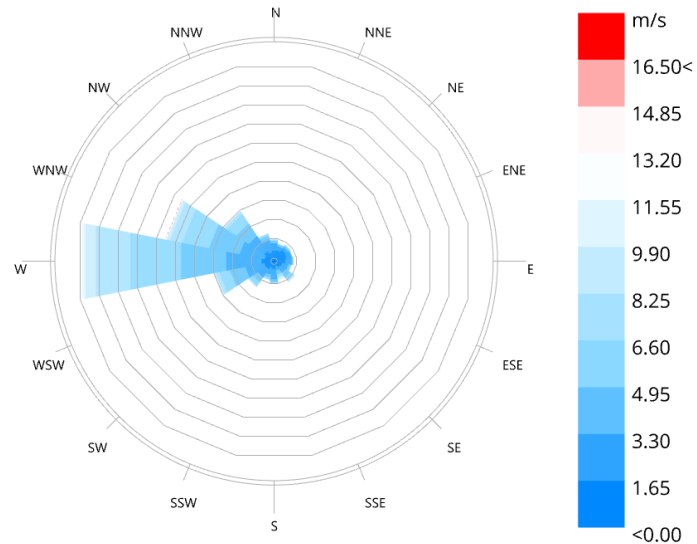 N
NNE
NE
ENE
E
ESE
SE
SSE
S
SSW
SW
WSW
W
WNW
NW
NNW
m/s
16.50<
14.85
13.20
11.55
9.90
8.25
6.60
4.95
3.30
1.65
<0.00